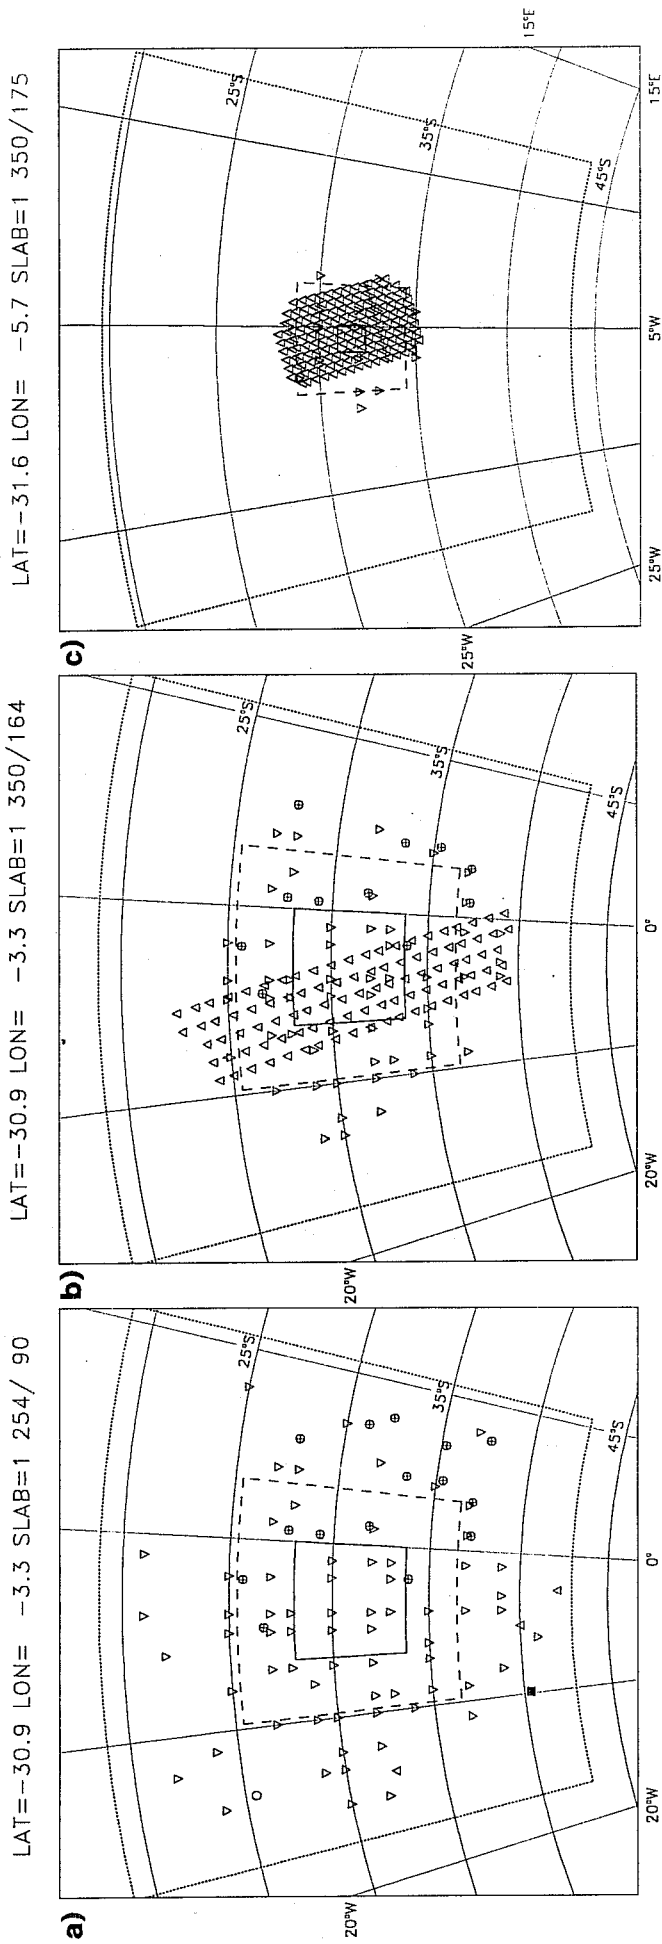 a)
LAT=-30.9 LON= -3.3 SLAB=1 254/ 90
25°S
35°S
45°S
20°W
20°W
0°
b)
LAT=-30.9 LON= -3.3 SLAB=1 350/164
25°S
35°S
45°S
20°W
20°W
0°
c)
LAT=-31.6 LON= -5.7 SLAB=1 350/175
25°S
35°S
45°S
25°W
25°W
5°W
15°E
15°E